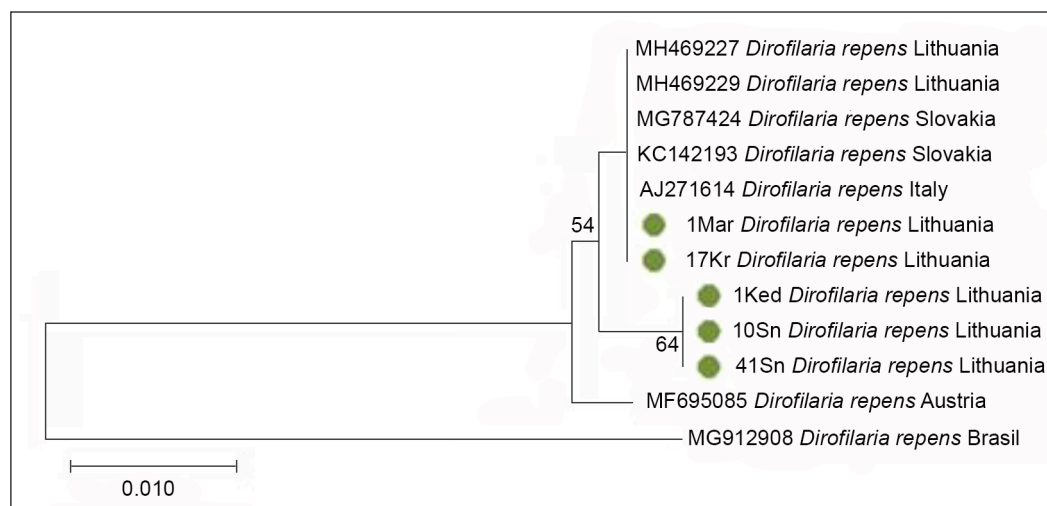 MH469227 Dirofilaria repens Lithuania
MH469229 Dirofilaria repens Lithuania
MG787424 Dirofilaria repens Slovakia
KC142193 Dirofilaria repens Slovakia
AJ271614 Dirofilaria repens Italy
54
1Mar Dirofilaria repens Lithuania
17Kr Dirofilaria repens Lithuania
1Ked Dirofilaria repens Lithuania
10Sn Dirofilaria repens Lithuania
64
41Sn Dirofilaria repens Lithuania
MF695085 Dirofilaria repens Austria
MG912908 Dirofilaria repens Brasil
0.010